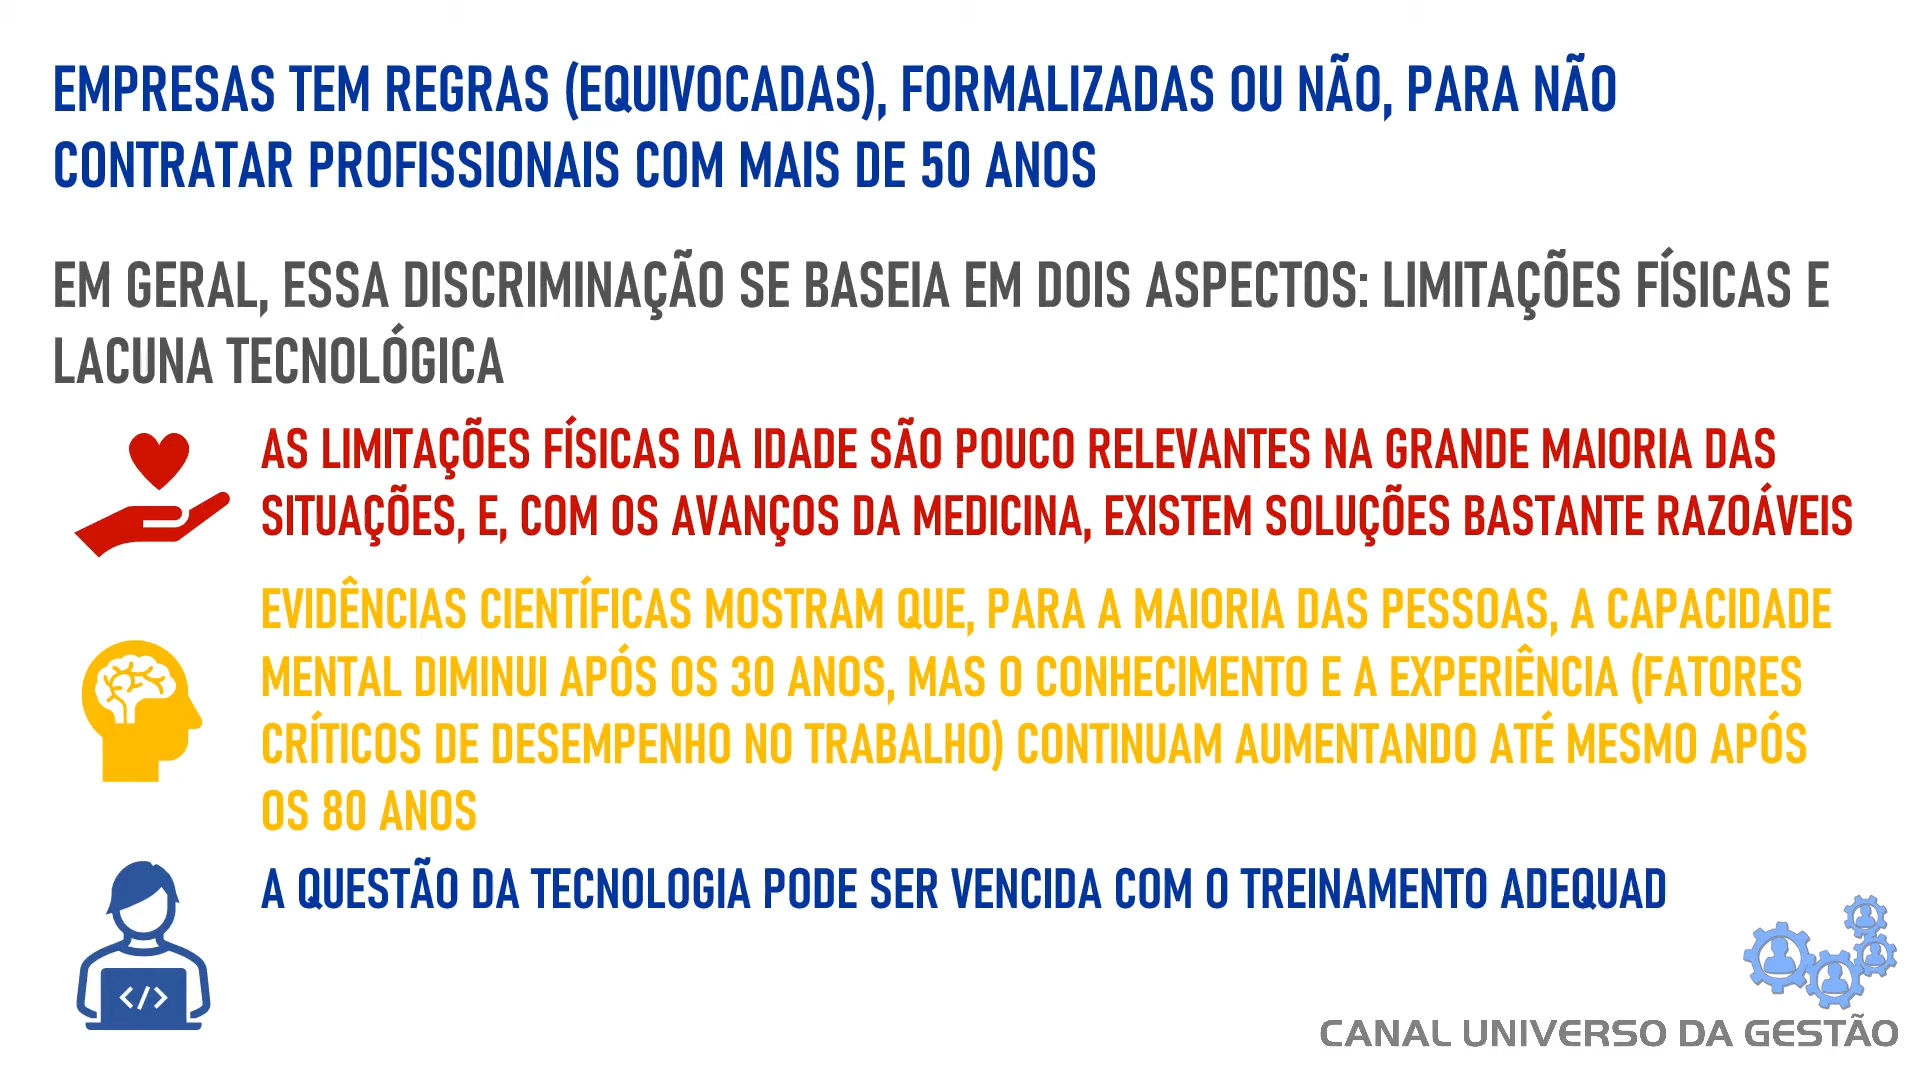 EMPRESAS TEM REGRAS (EQUIVOCADAS), FORMALIZADAS OU NÃO, PARA NÃO
CONTRATAR PROFISSIONAIS COM MAIS DE 50 ANOS
EM GERAL, ESSA DISCRIMINAÇÃO SE BASEIA EM DOIS ASPECTOS: LIMITAÇÕES FÍSICAS E
LACUNA TECNOLÓGICA
AS LIMITAÇÕES FÍSICAS DA IDADE SÃO POUCO RELEVANTES NA GRANDE MAIORIA DAS
SITUAÇÕES, E, COM OS AVANÇOS DA MEDICINA, EXISTEM SOLUÇÕES BASTANTE RAZOÁVEIS
EVIDÊNCIAS CIENTÍFICAS MOSTRAM QUE, PARA A MAIORIA DAS PESSOAS, A CAPACIDADE
MENTAL DIMINUI APÓS OS 30 ANOS, MAS O CONHECIMENTO E A EXPERIÊNCIA (FATORES
CRÍTICOS DE DESEMPENHO NO TRABALHO) CONTINUAM AUMENTANDO ATÉ MESMO APÓS
OS 80 ANOS
A QUESTÃO DA TECNOLOGIA PODE SER VENCIDA COM O TREINAMENTO ADEQUAD
</>
CANAL UNIVERSO DA GESTÃO